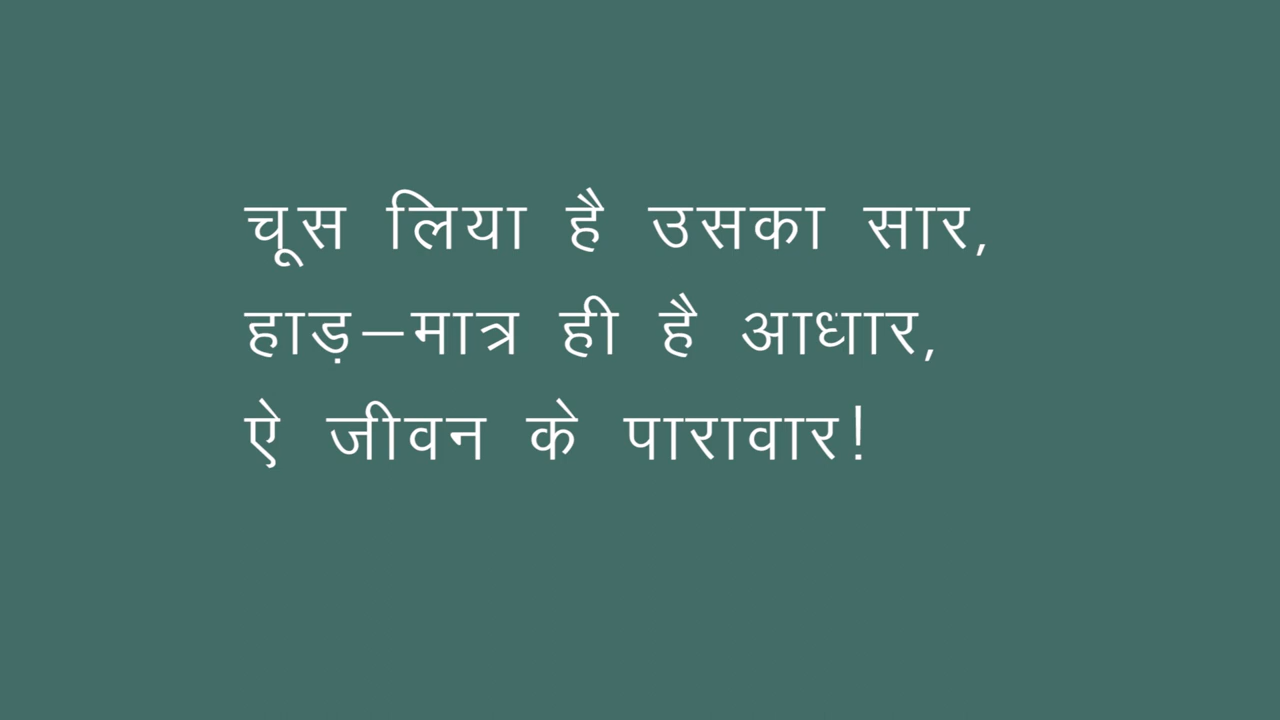 चूस लिया है उसका सार,
हाड़–मात्र ही है आधार,
ऐ जीवन के पारावार!